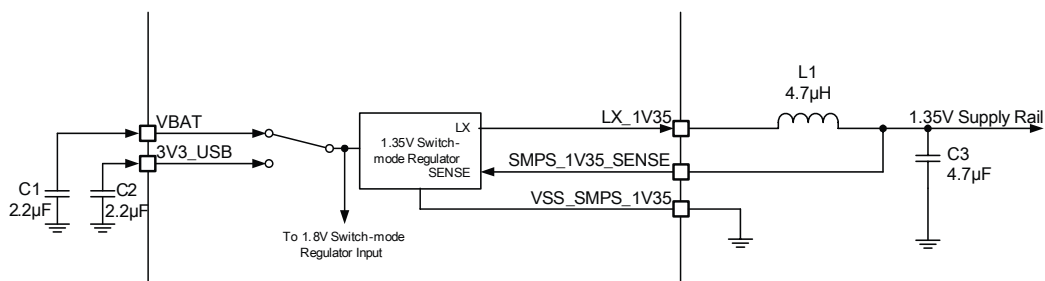 L1
4.7µH
LX_1V35
1.35V Supply Rail
VBAT
LX
1.35V Switch-
mode Regulator
SENSE
3V3_USB
SMPS_1V35_SENSE
C3
4.7µF
C1
2.2µF
C2
2.2µF
VSS_SMPS_1V35
To 1.8V Switch-mode
Regulator Input